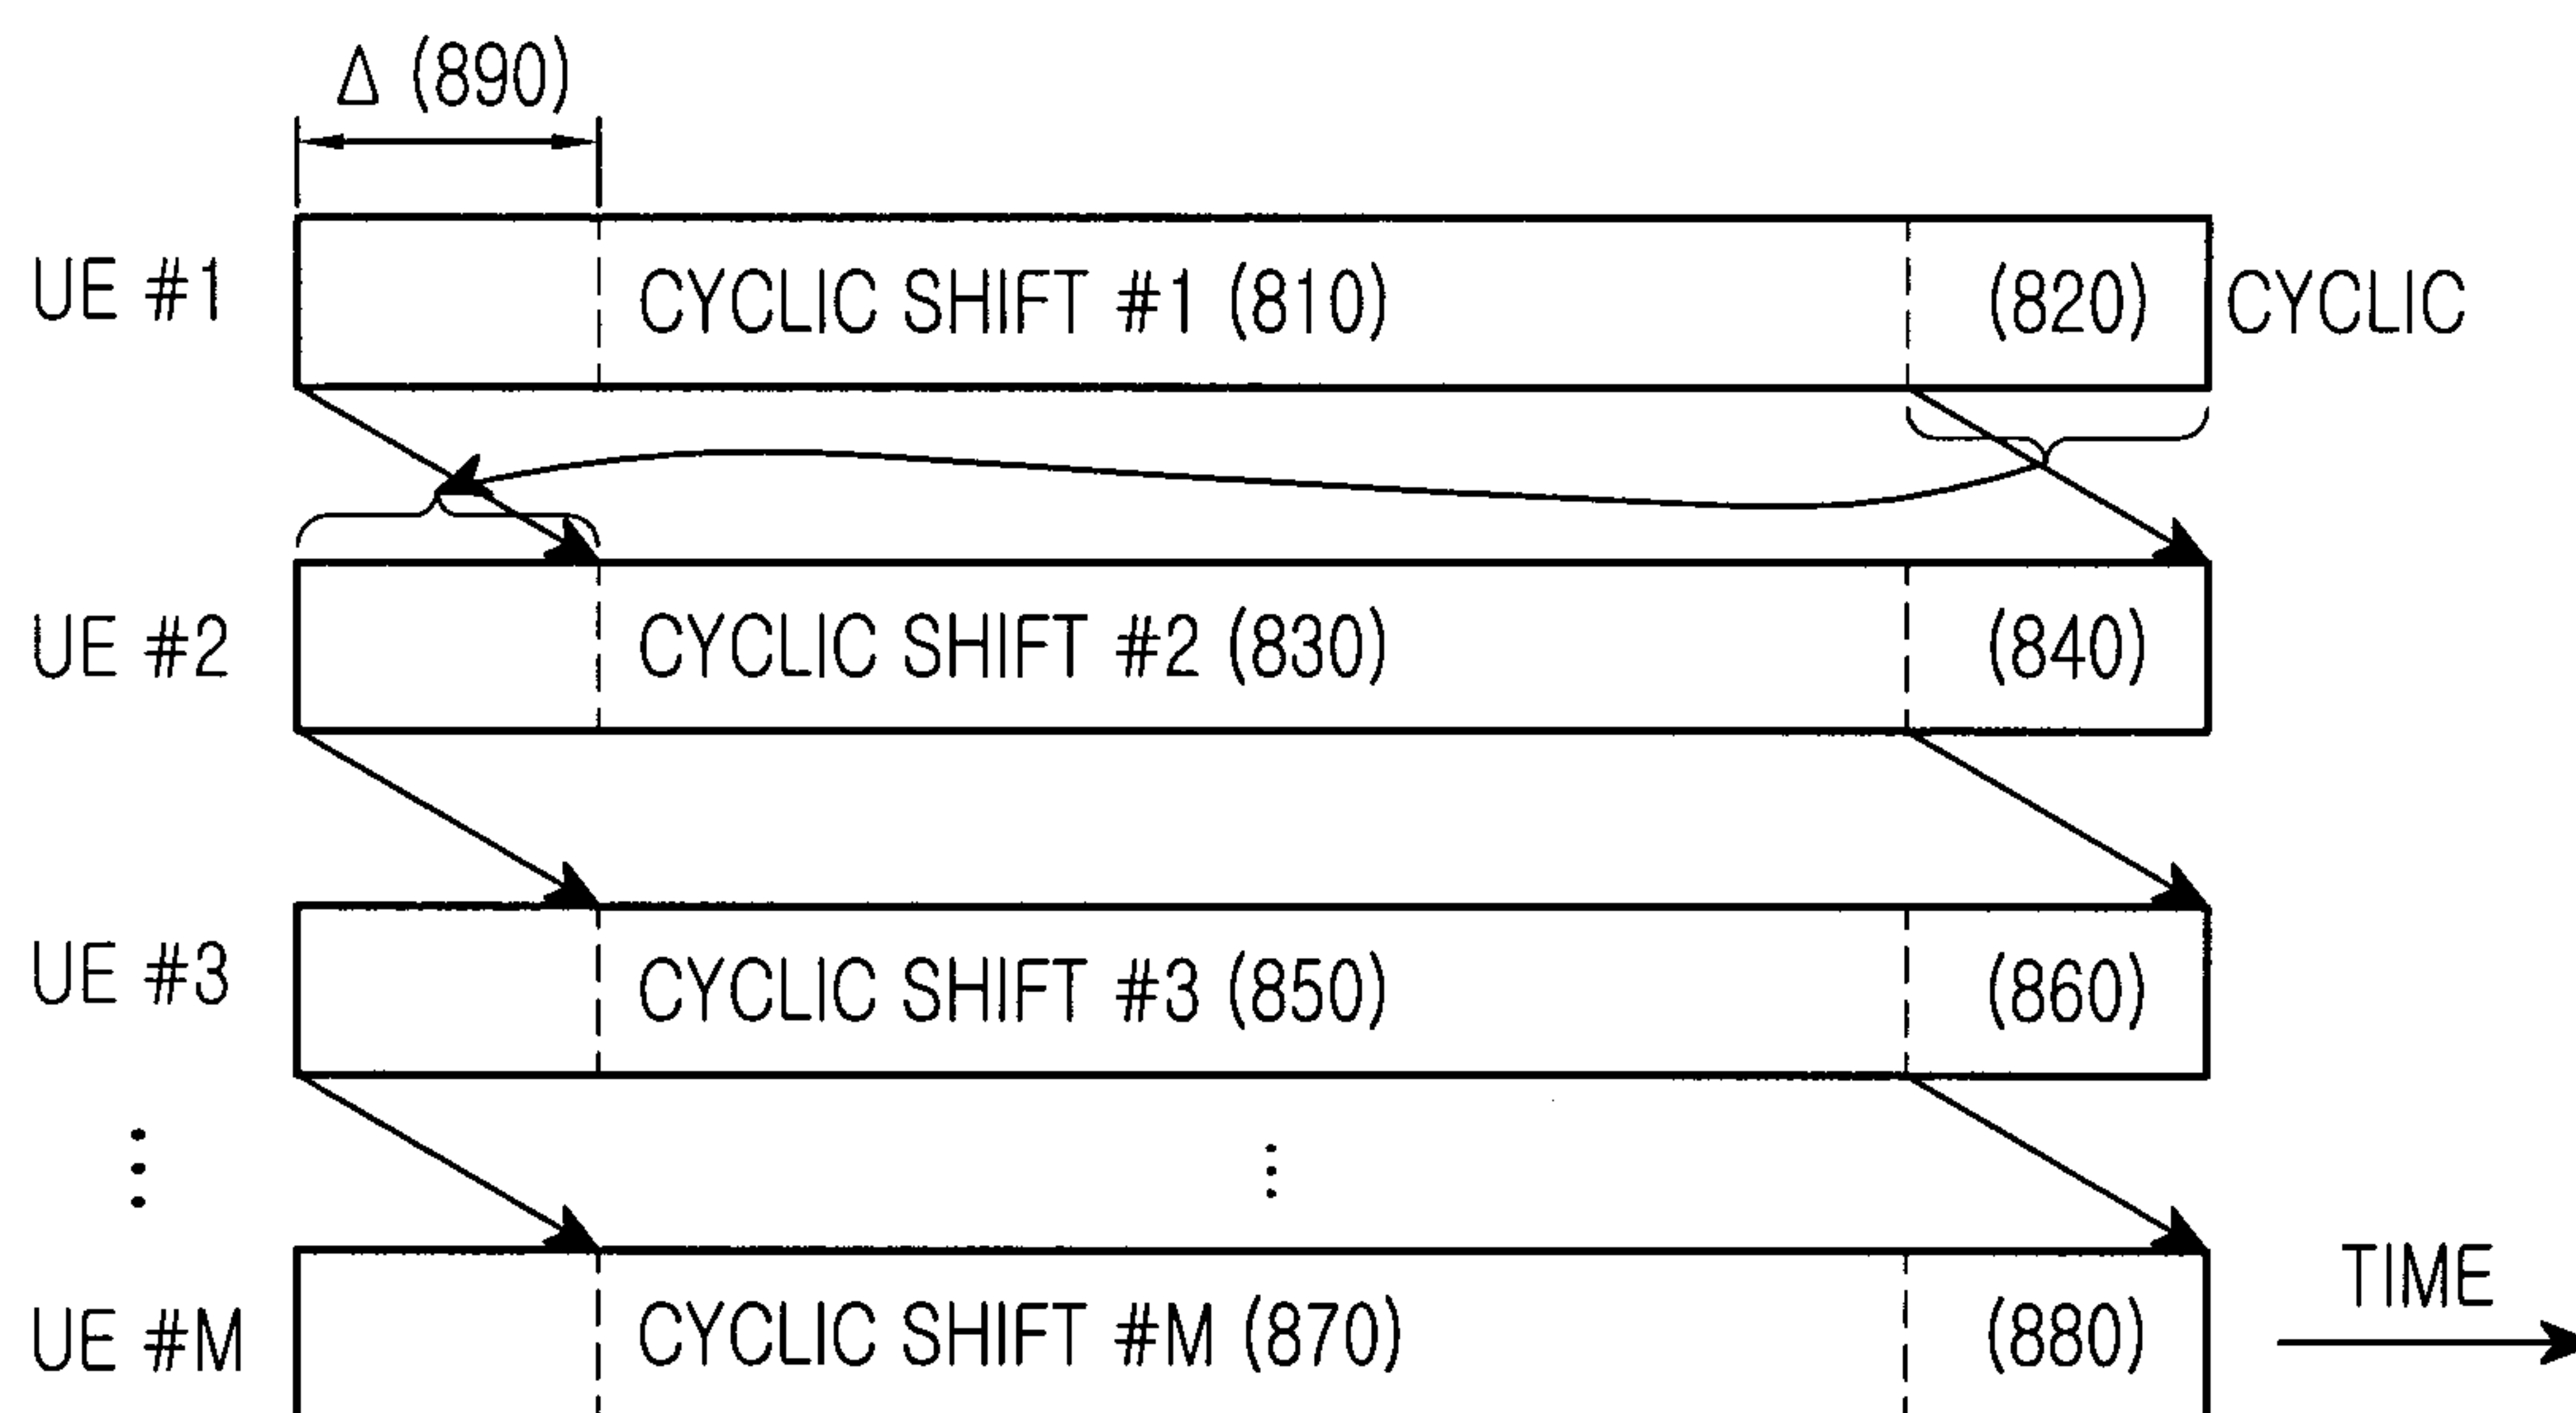 Δ (890)
UE #1 CYCLIC SHIFT #1 (810) (820) CYCLIC
UE #2 CYCLIC SHIFT #2 (830) (840)
UE #3 CYCLIC SHIFT #3 (850) (860)
TIME
UE #M CYCLIC SHIFT #M (870) (880)